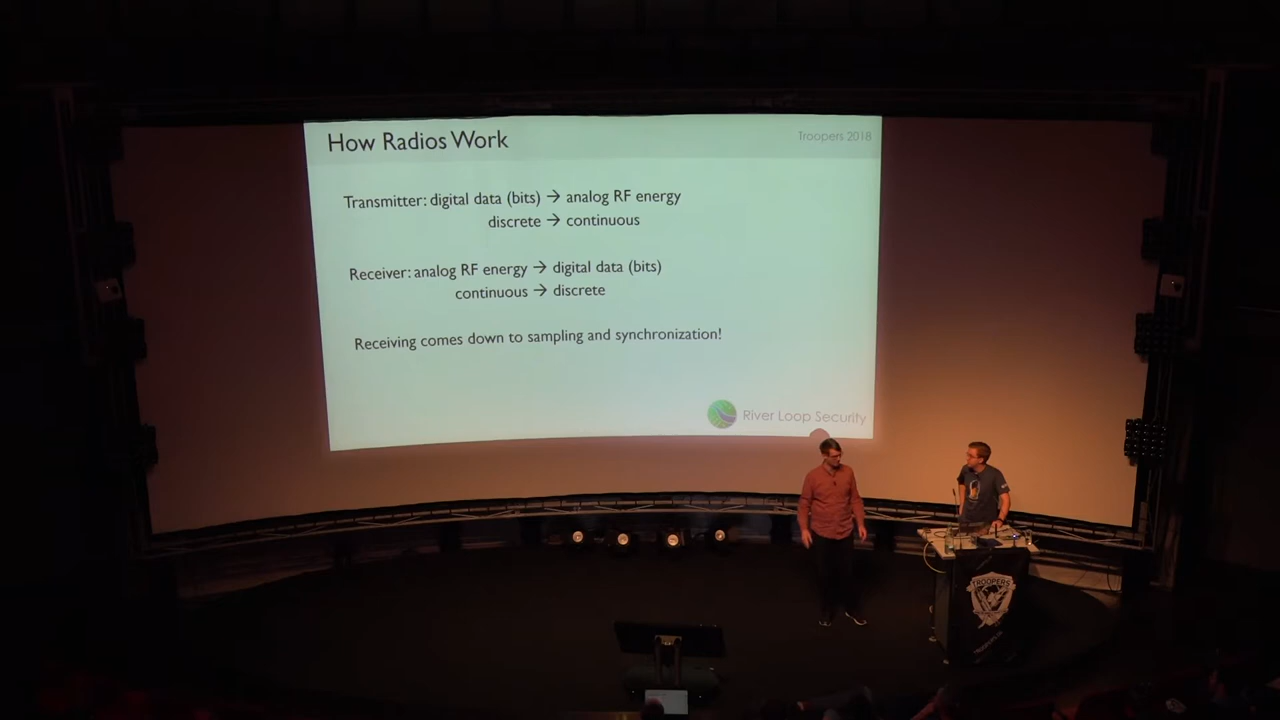 How Radios Work
Troopers 2018
Transmitter: digital data (bits) → analog RF energy
discrete → continuous
Receiver: analog RF energy → digital data (bits)
continuous → discrete
Receiving comes down to sampling and synchronization!
River Loop Security
TROOPERS